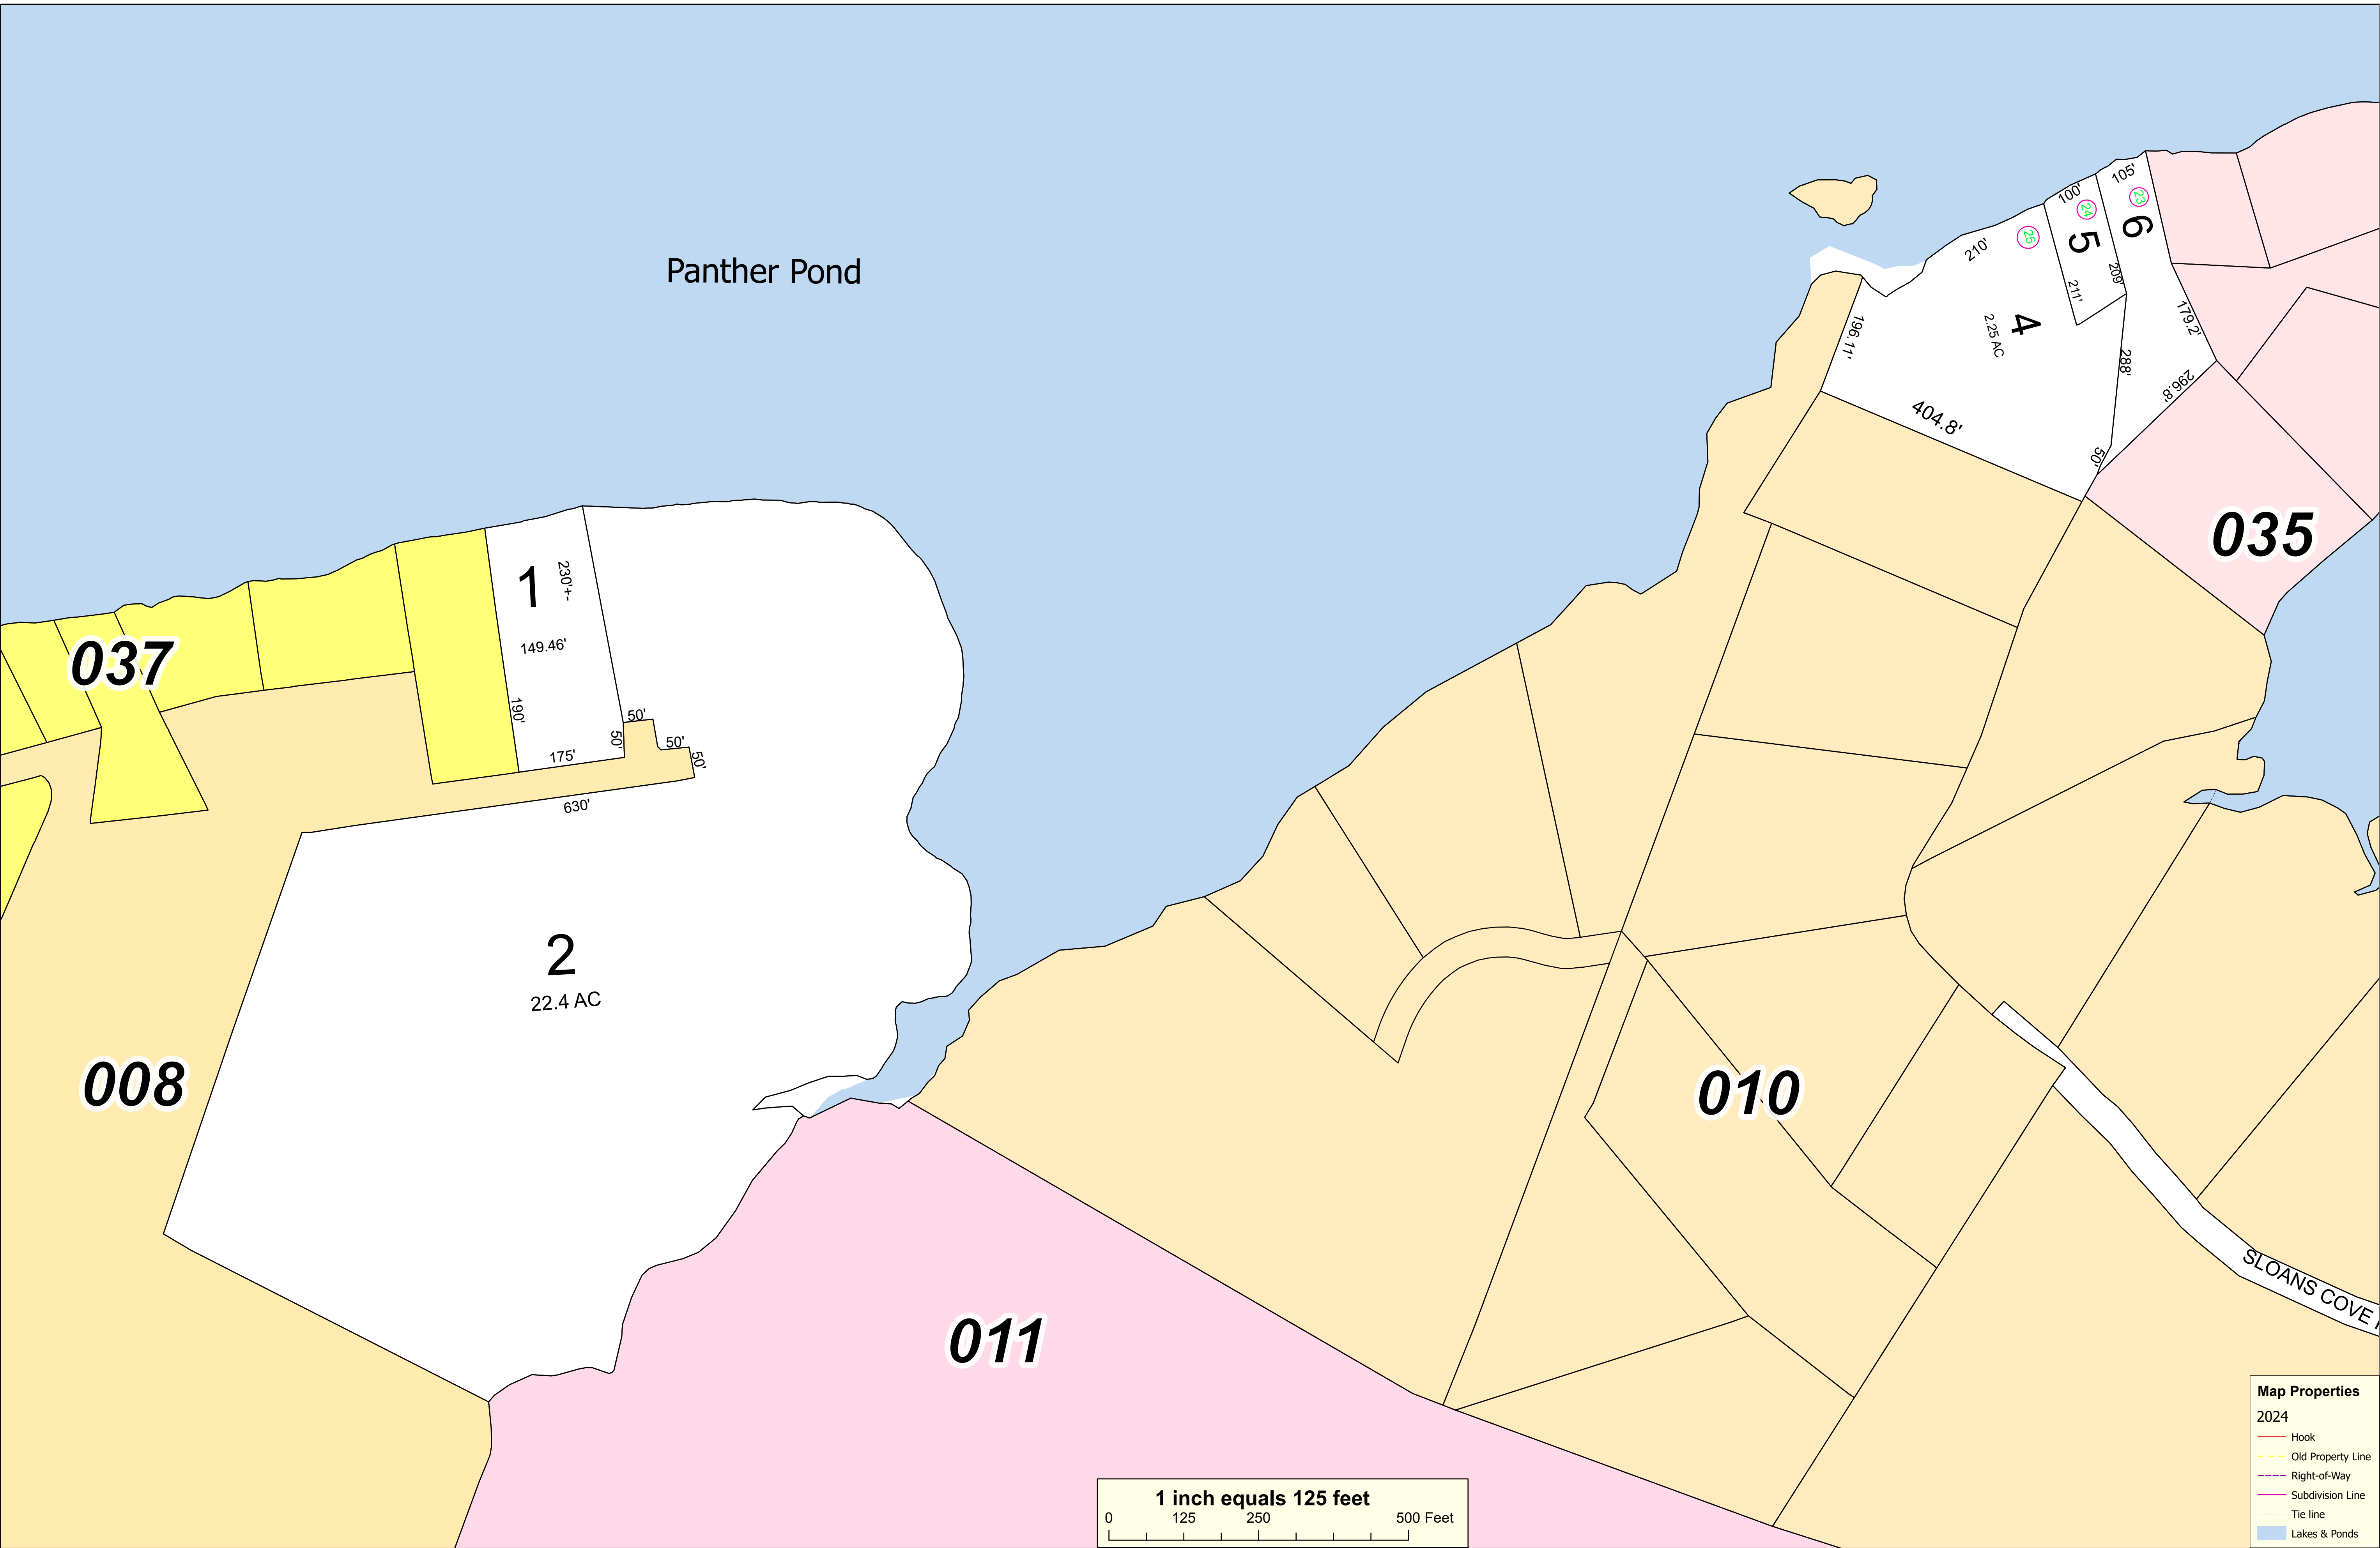 105'
100'
23
24
6
25
5
210'
Panther Pond
209'
211'
179.2'
4
2.25 AC
196.11'
288'
296.8'
404.8'
50'
035
1
230'+-
149.46'
037
190'
50'
50'
50'
50'
175'
630'
2
22.4 AC
008
010
SLOANS COVE
011
Map Properties
2024
Hook
Old Property Line
Right-of-Way
Subdivision Line
Tie line
Lakes & Ponds
1 inch equals 125 feet
0 125 250 500 Feet